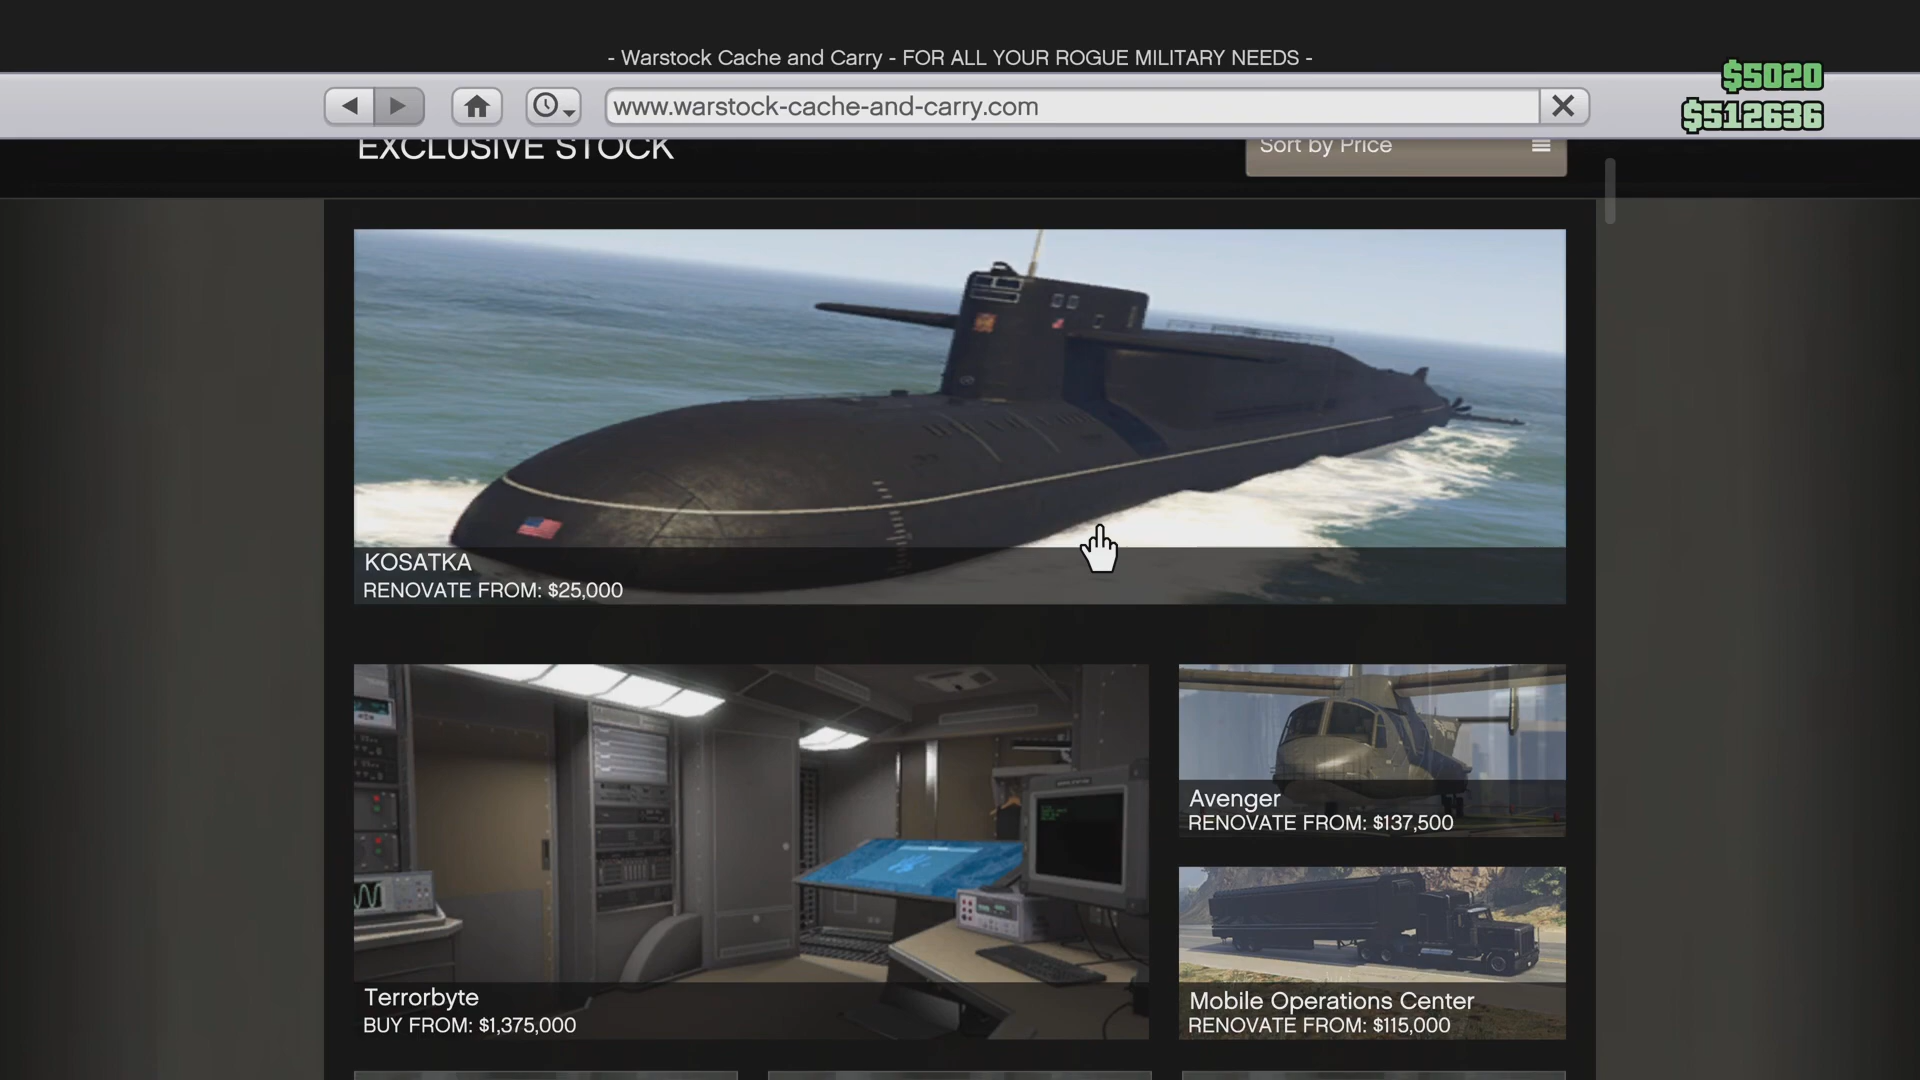 - Warstock Cache and Carry - FOR ALL YOUR ROGUE MILITARY NEEDS -
$5020
www.warstock-cache-and-carry.com
$512636
EXCLUSIVE STOCK
Sort by Price
KOSATKA
RENOVATE FROM: $25,000
Avenger
RENOVATE FROM: $137,500
Terrorbyte
BUY FROM: $1,375,000
Mobile Operations Center
RENOVATE FROM: $115,000